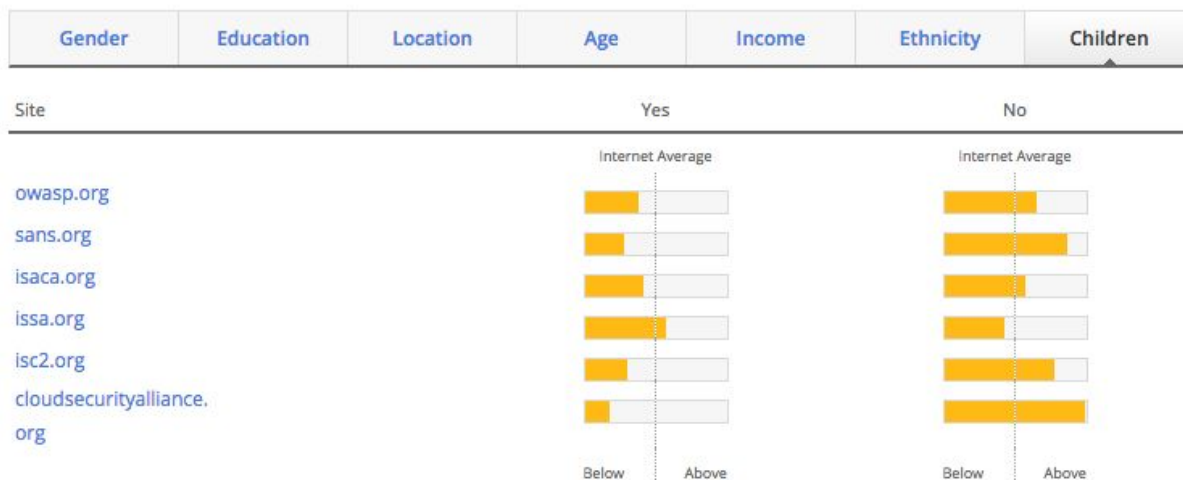 Gender Education Location Age Income Ethnicity Children
Site Yes No
Internet Average Internet Average
owasp.org
sans.org
isaca.org
issa.org
isc2.org
cloudsecurityalliance.
org
Below Above Below Above